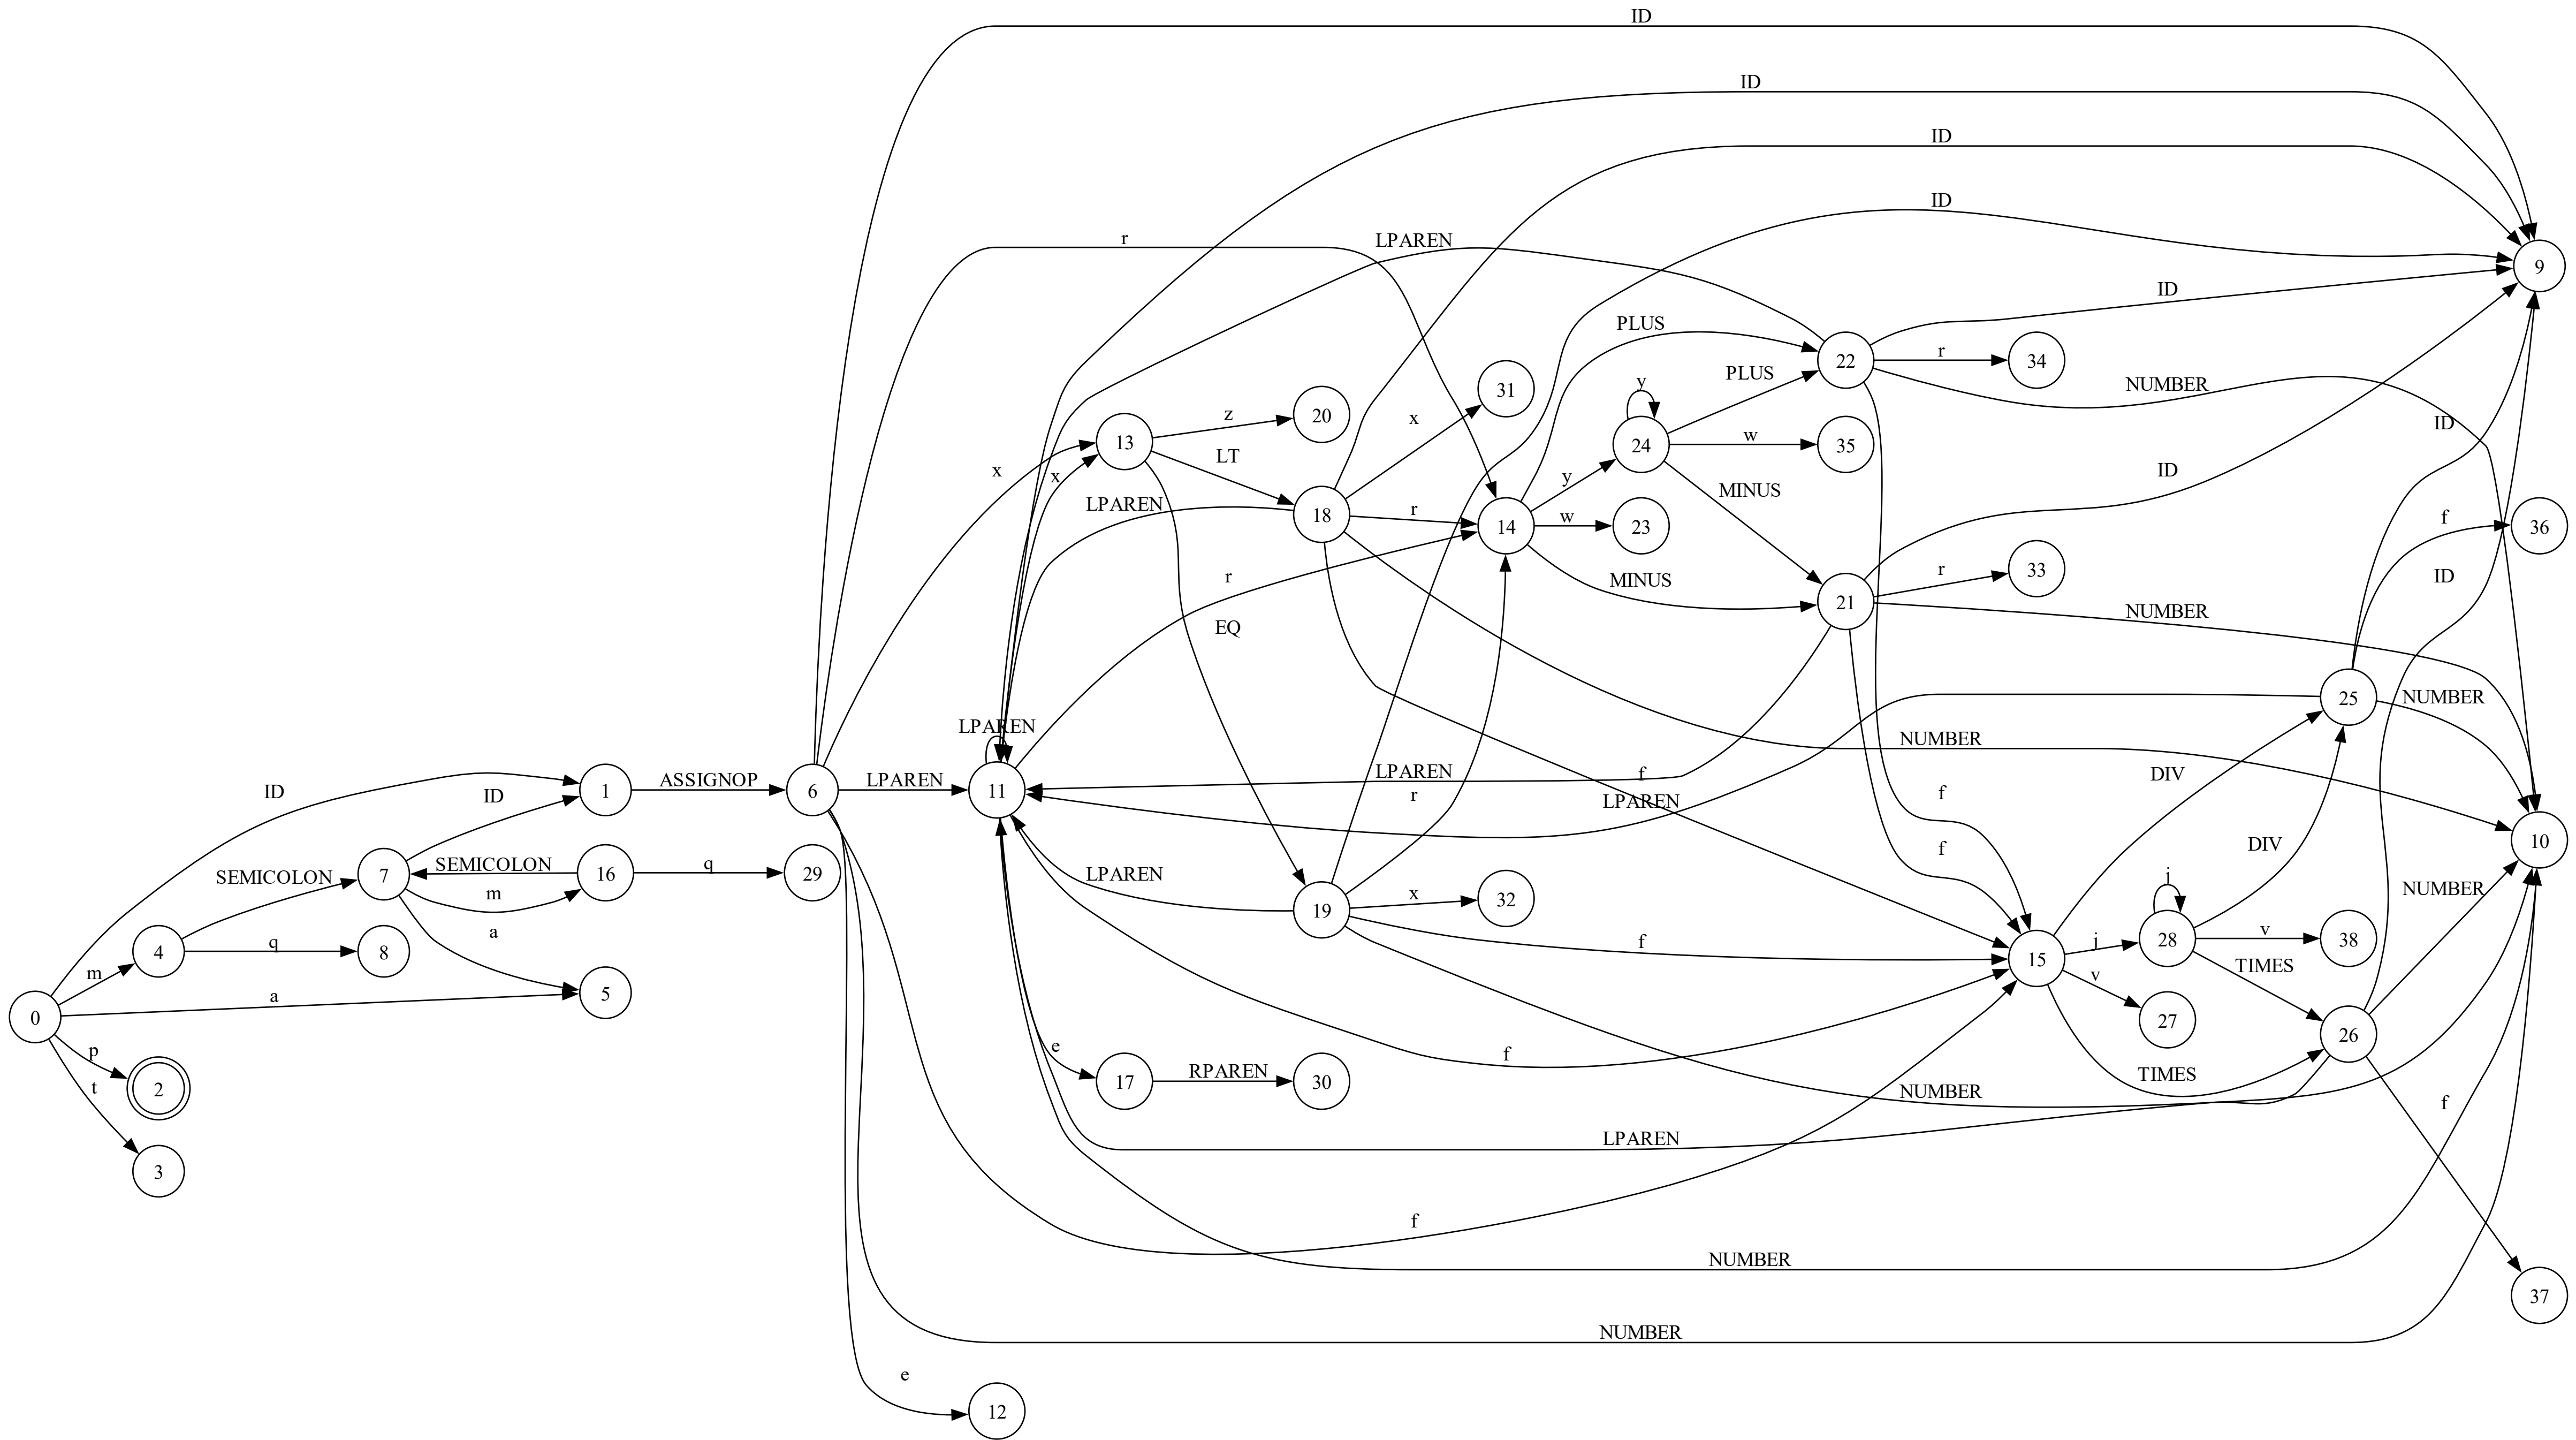 ID
ID
ID
ID
r
LPAREN
9
ID
PLUS
22
r
34
y
PLUS
NUMBER
31
z
20
x
13
24
w
35
ID
LT
x
x
y
MINUS
ID
LPAREN
18
r
14
w
23
f
36
r
MINUS
21
r
33
ID
EQ
NUMBER
25
NUMBER
LPAREN
NUMBER
ID
ID
ASSIGNOP
LPAREN
LPAREN
f
DIV
1
6
11
r
LPAREN
f
10
SEMICOLON
7
SEMICOLON
16
q
29
LPAREN
f
DIV
m
x
32
j
NUMBER
19
a
q
4
8
f
15
j
28
v
38
m
v
TIMES
a
5
0
27
26
p
e
f
2
t
17
RPAREN
30
NUMBER
TIMES
f
LPAREN
3
f
NUMBER
37
NUMBER
e
12